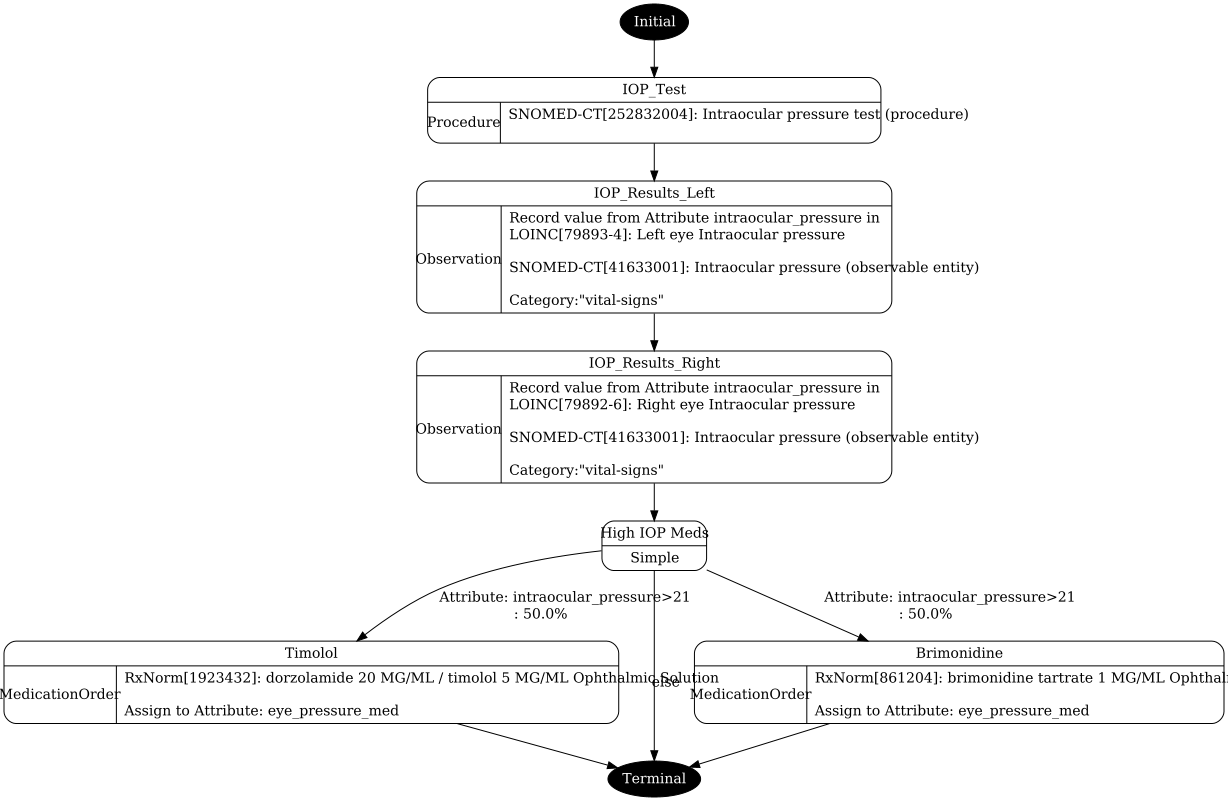 Initial
IOP_Test
Procedure
SNOMED-CT[252832004]: Intraocular pressure test (procedure)
IOP_Results_Left
Observation
Record value from Attribute intraocular_pressure in
LOINC[79893-4]: Left eye Intraocular pressure
SNOMED-CT[41633001]: Intraocular pressure (observable entity)
Category:"vital-signs"
IOP_Results_Right
Observation
Record value from Attribute intraocular_pressure in
LOINC[79892-6]: Right eye Intraocular pressure
SNOMED-CT[41633001]: Intraocular pressure (observable entity)
Category:"vital-signs"
High IOP Meds
Simple
Attribute: intraocular_pressure>21
: 50.0%
Attribute: intraocular_pressure>21
: 50.0%
else
Timolol
MedicationOrder
RxNorm[1923432]: dorzolamide 20 MG/ML / timolol 5 MG/ML Ophthalmic Solution
Assign to Attribute: eye_pressure_med
Brimonidine
MedicationOrder
RxNorm[861204]: brimonidine tartrate 1 MG/ML
Assign to Attribute: eye_pressure_med
Terminal